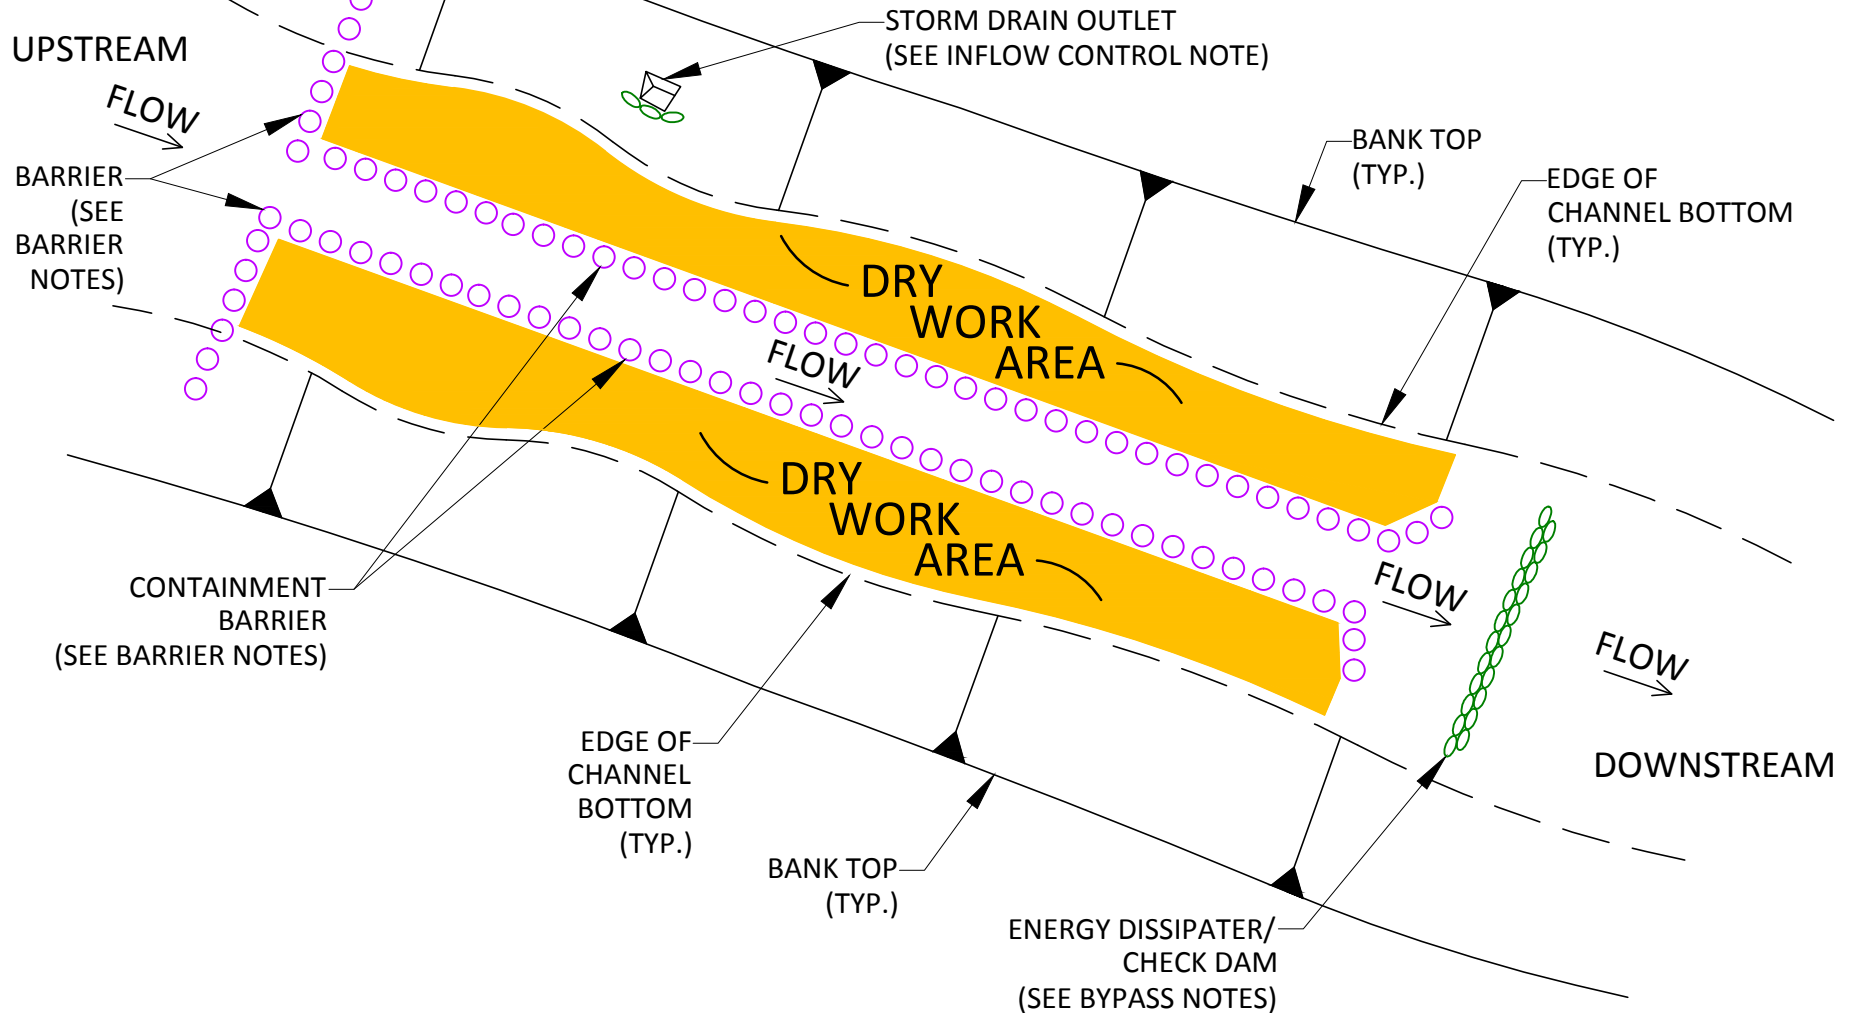 UPSTREAM
FLOW
BARRIER
(SEE
BARRIER
NOTES)
STORM DRAIN OUTLET
(SEE INFLOW CONTROL NOTE)
BANK TOP
(TYP.)
EDGE OF
CHANNEL BOTTOM
(TYP.)
DRY
WORK
AREA
FLOW
DRY
WORK
AREA
CONTAINMENT
BARRIER
(SEE BARRIER NOTES)
FLOW
FLOW
EDGE OF
CHANNEL
BOTTOM
(TYP.)
BANK TOP
(TYP.)
DOWNSTREAM
ENERGY DISSIPATER/
CHECK DAM
(SEE BYPASS NOTES)